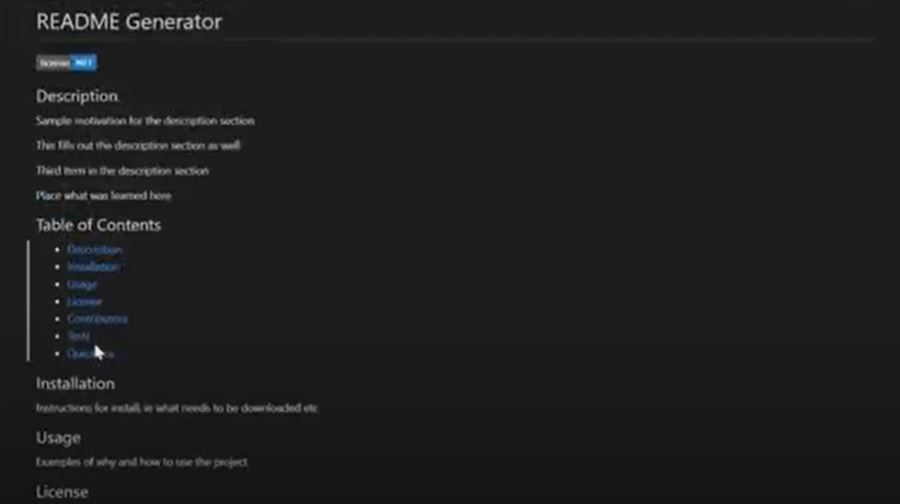 README Generator
license MIT
Description
Sample motivation for the description section
This fills out the description section as well
Third item in the description section
Place what was learned here
Table of Contents
Description
Installation
Usage
License
Contributors
Tests
Installation
Instructions for install, ie what needs to be downloaded etc
Usage
Examples of why and how to use the project
License